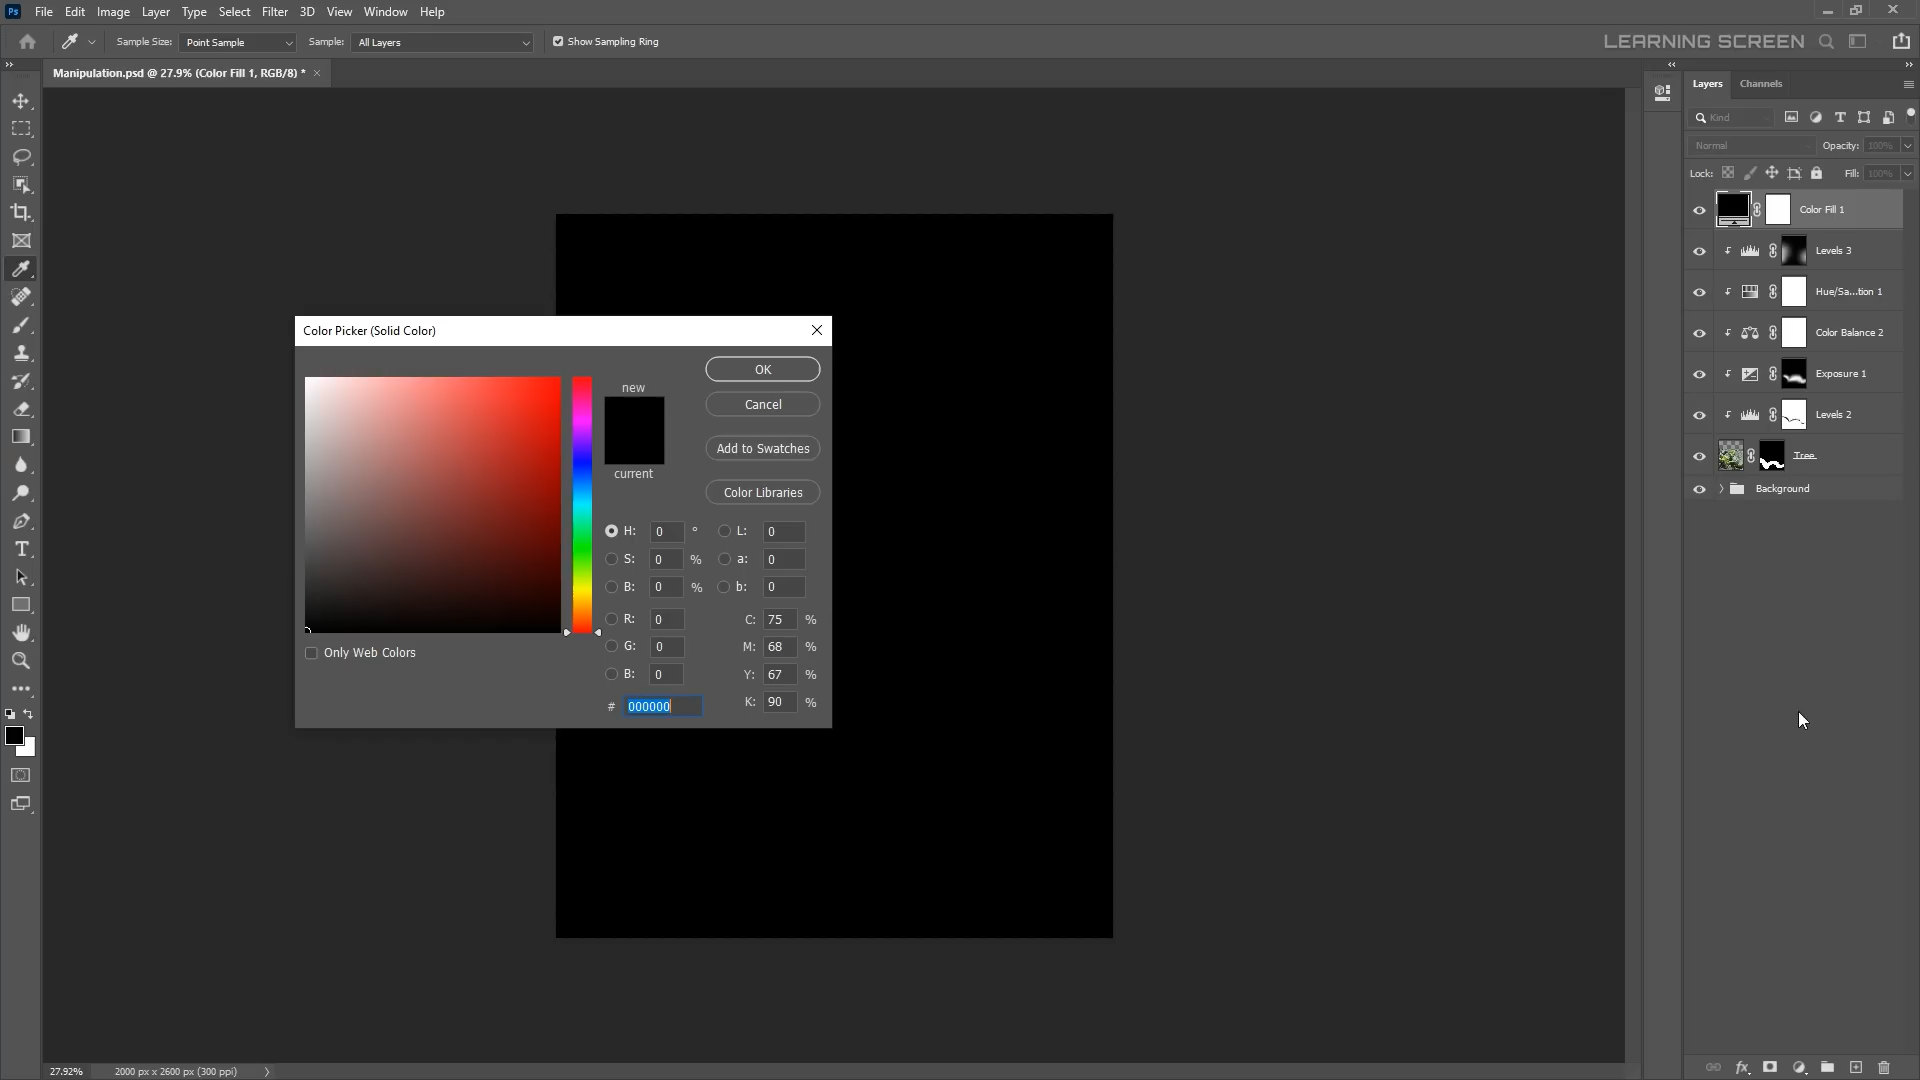 Ps File Edit Image Layer Type Select Filter 3D View Window Help
Sample Size: Point Sample Sample: All Layers Show Sampling Ring
LEARNING SCREEN
Manipulation.psd @ 27.9% (Color Fill 1, RGB/8) * ×
Layers Channels
Kind
Normal Opacity: 100%
Lock: Fill: 100%
Color Fill 1
Levels 3
Hue/Sa...tion 1
Color Balance 2
Exposure 1
Levels 2
Tree
Background
Color Picker (Solid Color)
OK
new
Cancel
Add to Swatches
current
Color Libraries
H: 0 ° L: 0
S: 0 % a: 0
B: 0 % b: 0
R: 0 C: 75 %
G: 0 M: 68 %
B: 0 Y: 67 %
# 000000 K: 90 %
Only Web Colors
27.92% 2000 px x 2600 px (300 ppi)
fx